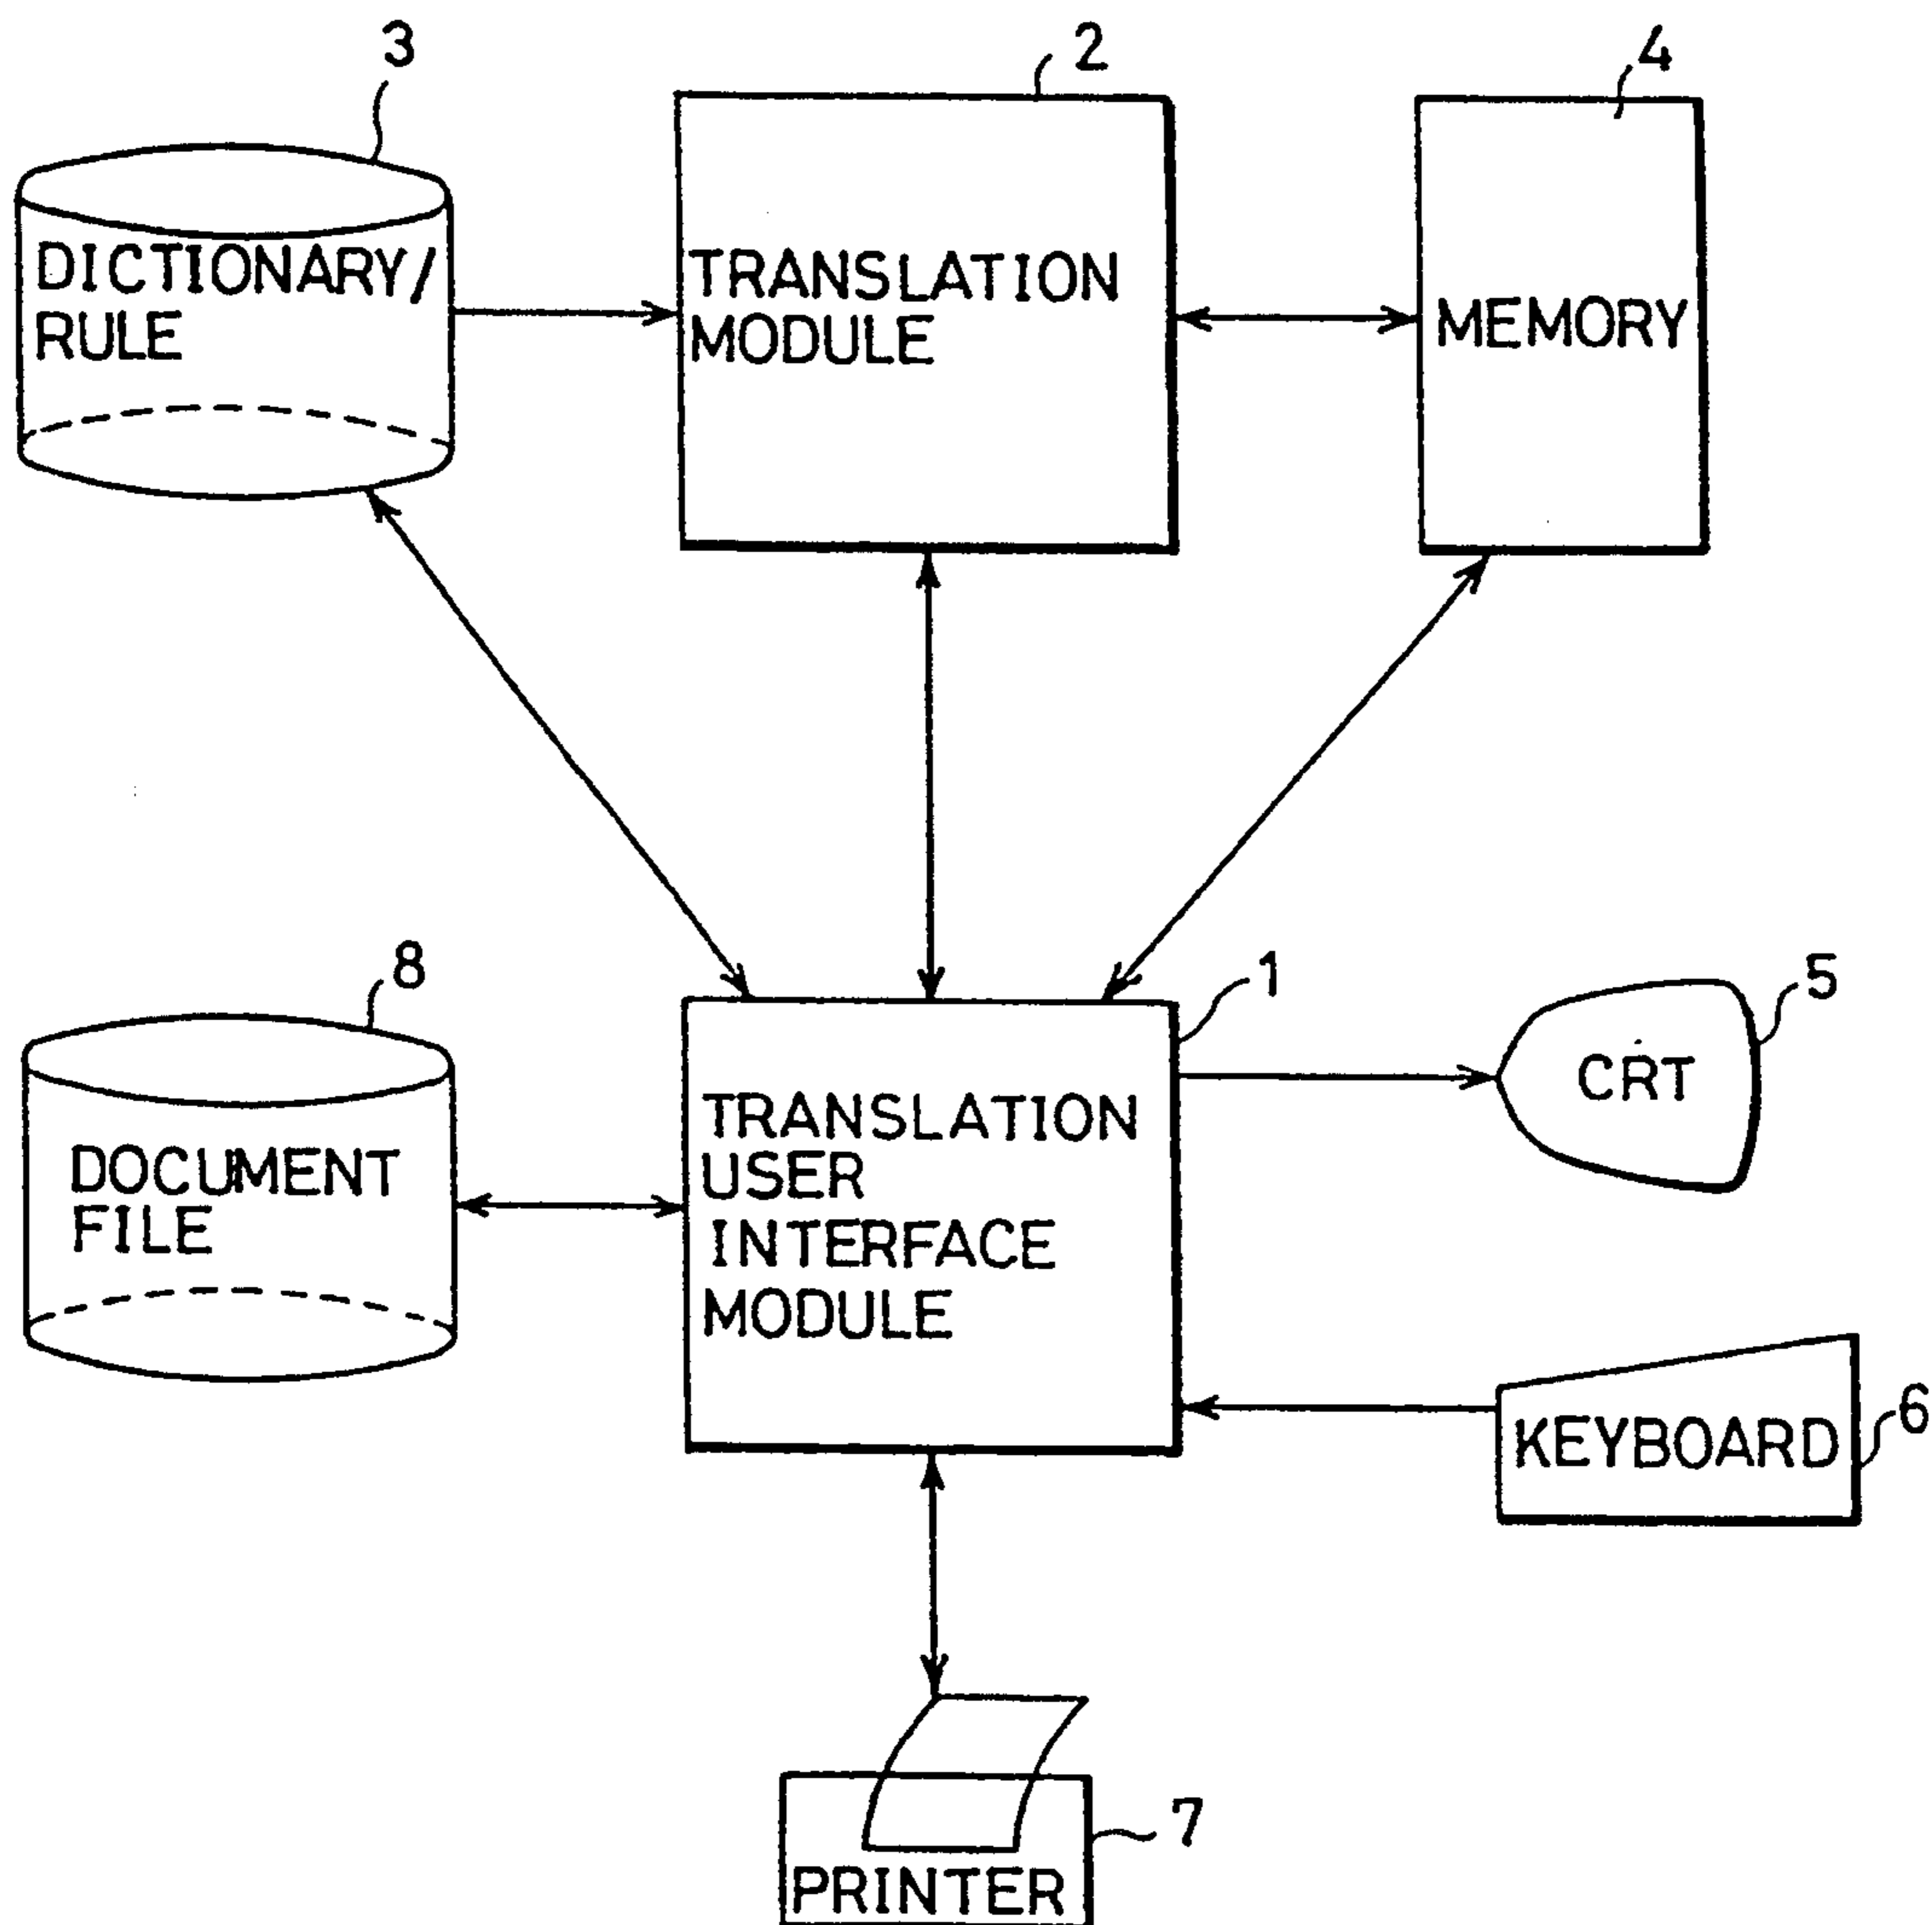 3
2
4
DICTIONARY/
RULE
TRANSLATION
MODULE
MEMORY
8
1
5
DOCUMENT
FILE
TRANSLATION
USER
INTERFACE
MODULE
CRT
KEYBOARD
6
7
PRINTER